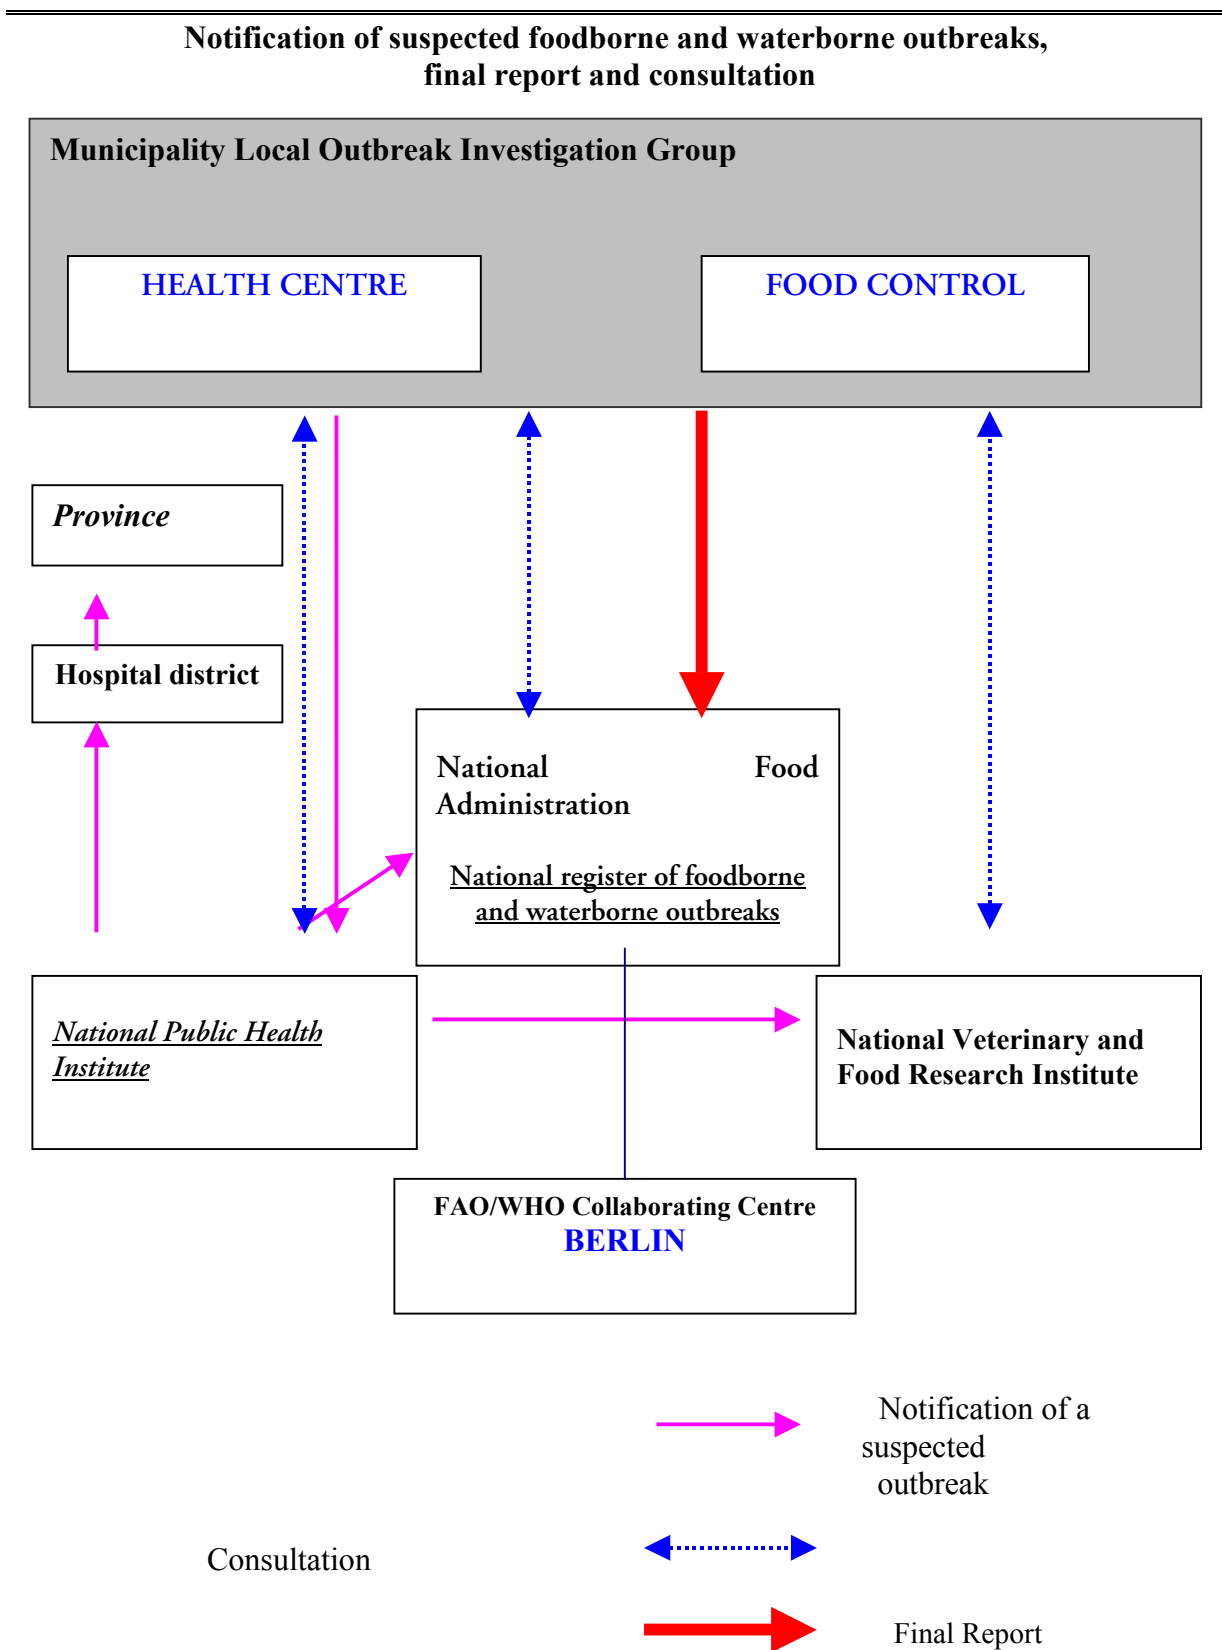 Notification of suspected foodborne and waterborne outbreaks,
final report and consultation
Municipality Local Outbreak Investigation Group
HEALTH CENTRE
FOOD CONTROL
Province
Hospital district
National Food
Administration
National register of foodborne
and waterborne outbreaks
National Public Health
Institute
National Veterinary and
Food Research Institute
FAO/WHO Collaborating Centre
BERLIN
Notification of a
suspected
outbreak
Consultation
Final Report